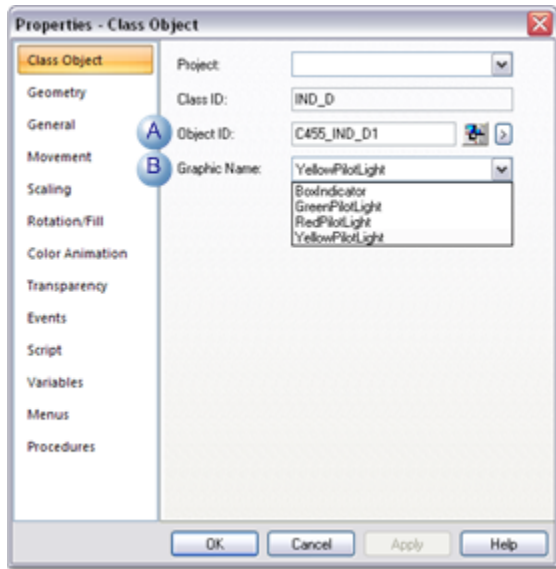 Properties - Class Object
Class Object
Geometry
General
Movement
Scaling
Rotation/Fill
Color Animation
Transparency
Events
Script
Variables
Menus
Procedures
Project:
Class ID: IND_D
A Object ID: C455_IND_D1 >
B Graphic Name: YellowPilotLight
BoxIndicator
GreenPilotLight
RedPilotLight
YellowPilotLight
OK Cancel Apply Help